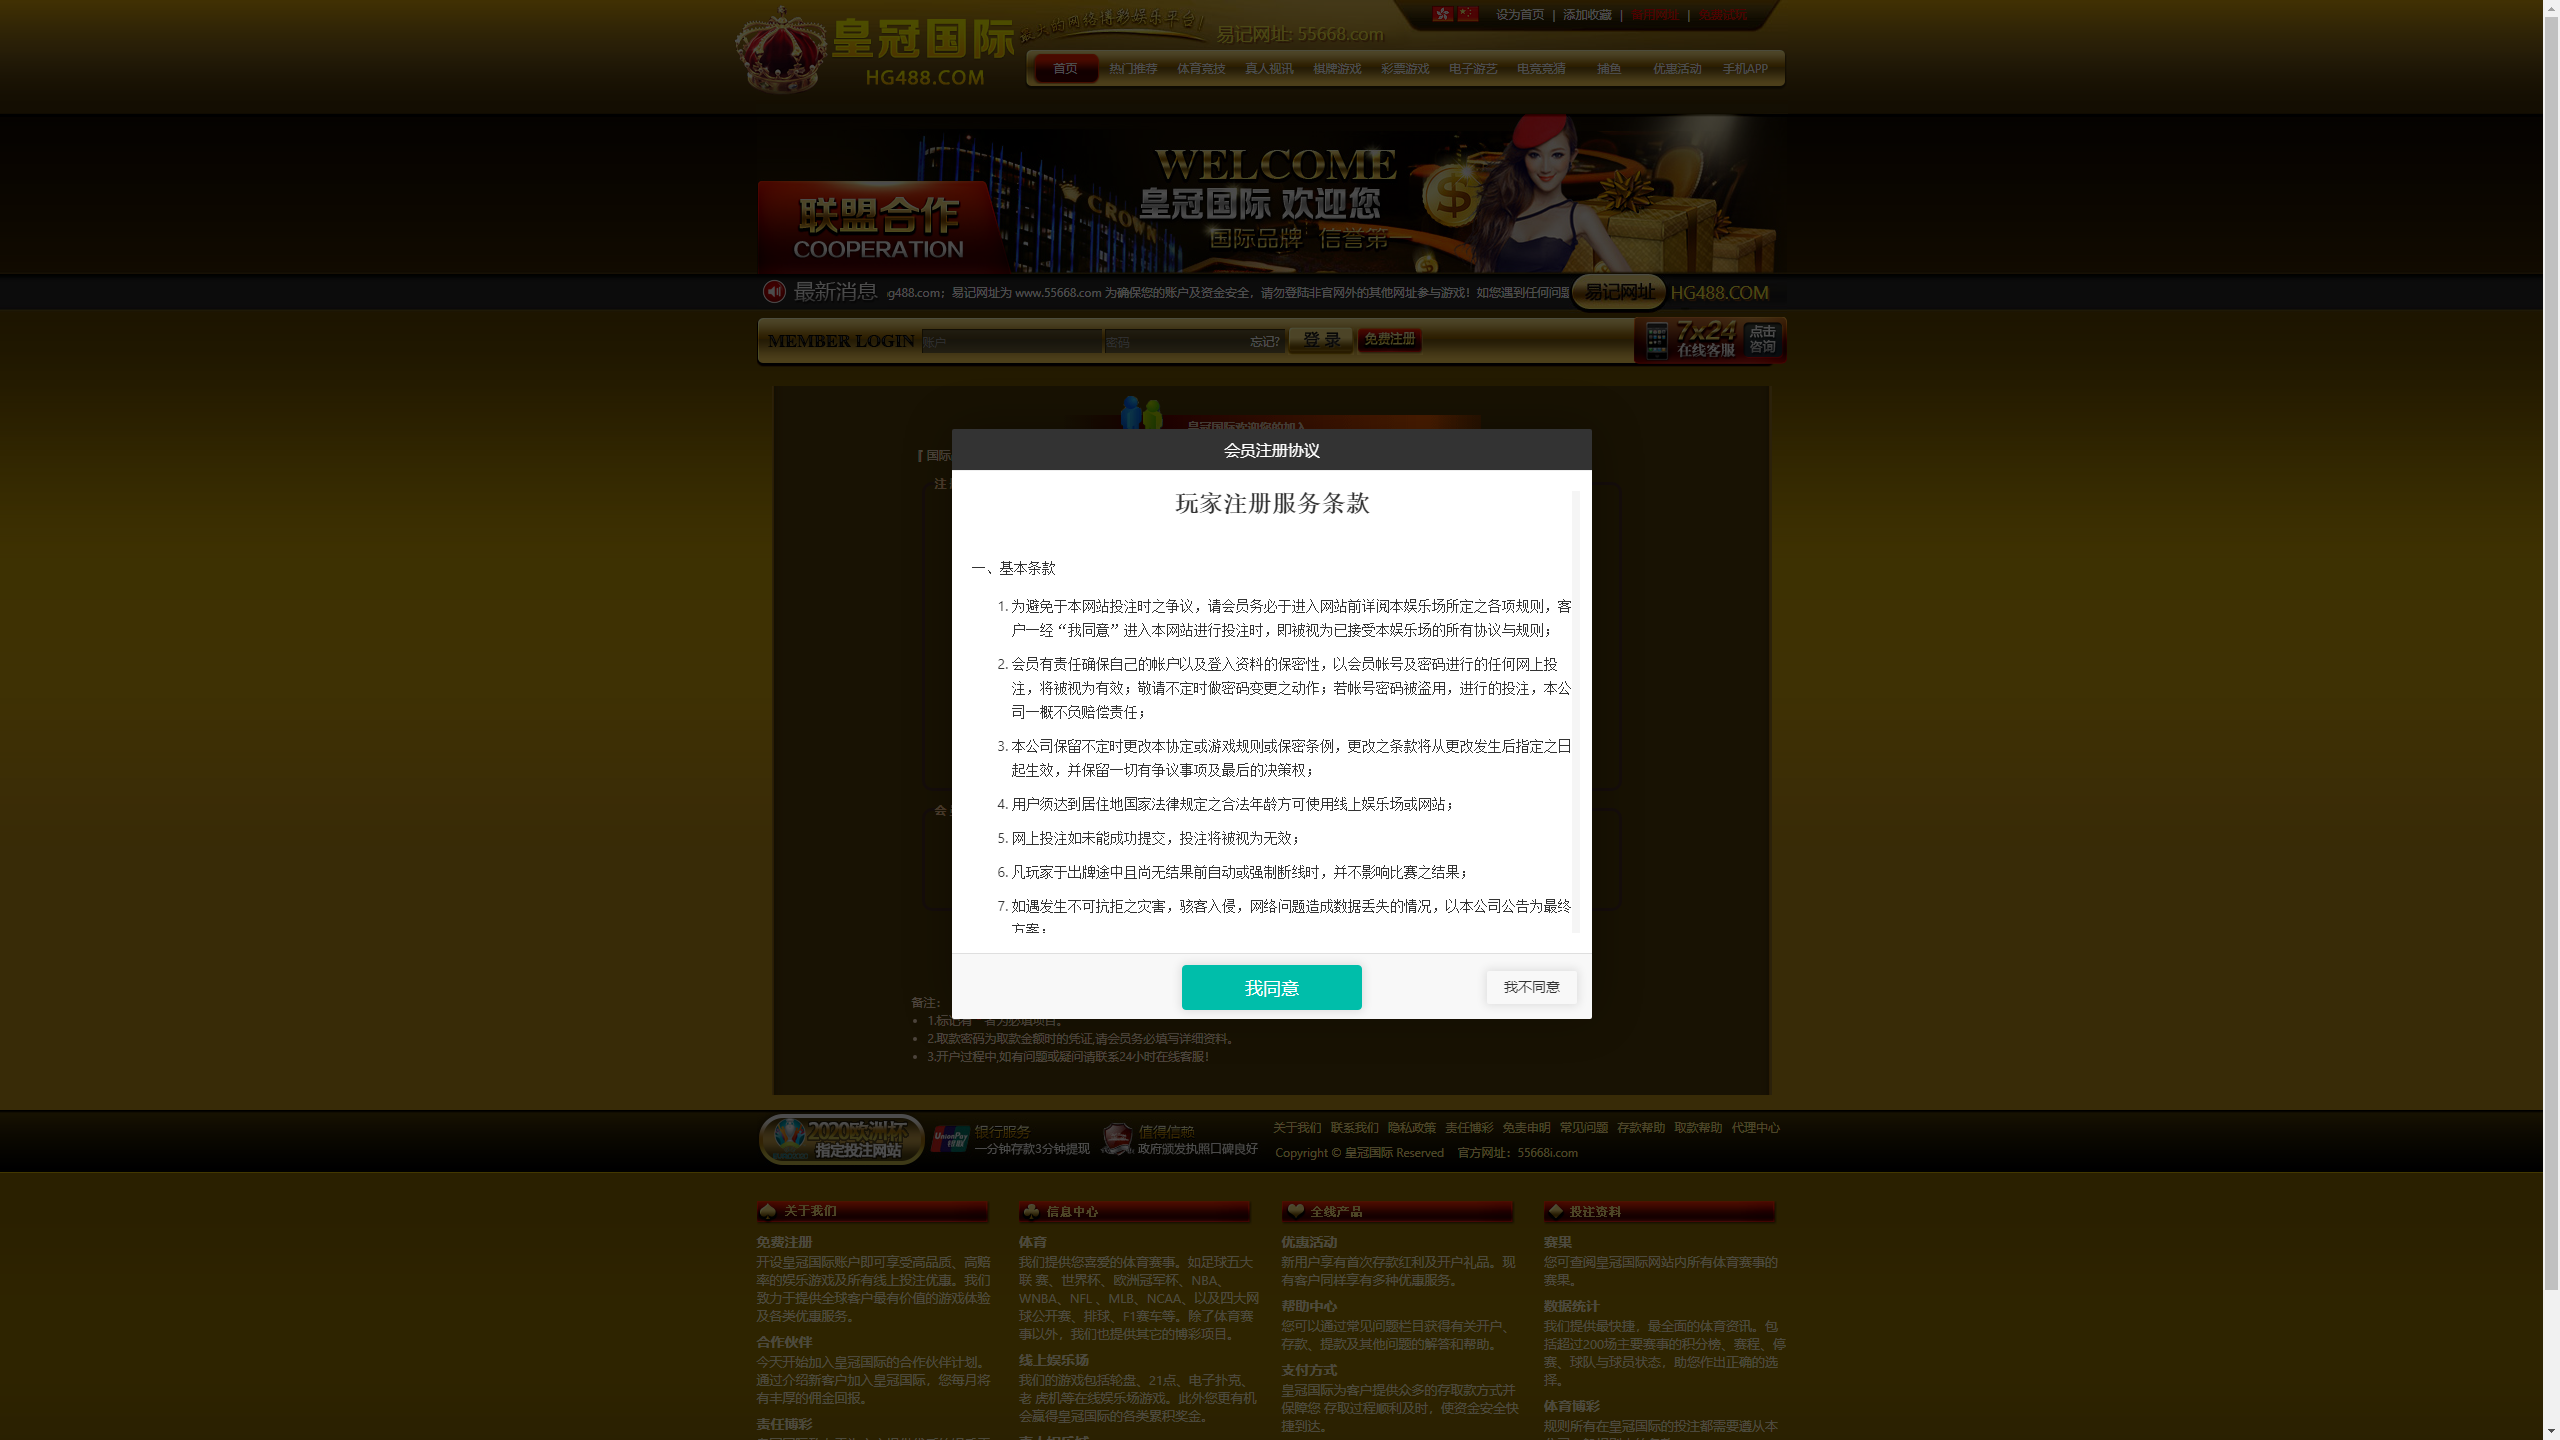 皇冠国际
HG488.COM
最大的网络博彩娱乐平台!
易记网址: 55668.com
设为首页 | 添加收藏 |
首页 热门推荐 体育竞技 真人视讯 棋牌游戏 彩票游戏 电子游艺 电竞竞猜 捕鱼 优惠活动 手机APP
联盟合作
COOPERATION
CROWN
WELCOME
皇冠国际 欢迎您
国际品牌 信誉第一
最新消息 ng488.com；易记网址为 www.55668.com 为确保您的账户及资金安全，请勿登陆非官网外的其他网址参与游戏！如您遇到任何问题
易记网址 HG488.COM
MEMBER LOGIN 账户 密码 忘记? 登 录 免费注册
7x24
在线客服
点击
咨询
皇冠国际欢迎您的加入
国际
注
会
会员注册协议
玩家注册服务条款
一、基本条款
1. 为避免于本网站投注时之争议，请会员务必于进入网站前详阅本娱乐场所定之各项规则，客
户一经“我同意”进入本网站进行投注时，即被视为已接受本娱乐场的所有协议与规则；
2. 会员有责任确保自己的帐户以及登入资料的保密性，以会员帐号及密码进行的任何网上投
注，将被视为有效；敬请不定时做密码变更之动作；若帐号密码被盗用，进行的投注，本公
司一概不负赔偿责任；
3. 本公司保留不定时更改本协定或游戏规则或保密条例，更改之条款将从更改发生后指定之日
起生效，并保留一切有争议事项及最后的决策权；
4. 用户须达到居住地国家法律规定之合法年龄方可使用线上娱乐场或网站；
5. 网上投注如未能成功提交，投注将被视为无效；
6. 凡玩家于出牌途中且尚无结果前自动或强制断线时，并不影响比赛之结果；
7. 如遇发生不可抗拒之灾害，骇客入侵，网络问题造成数据丢失的情况，以本公司公告为最终
方案；
我同意
我不同意
备注：
1.标记有 者为必填项目。
2.取款密码为取款金额时的凭证,请会员务必填写详细资料。
3.开户过程中,如有问题或疑问请联系24小时在线客服!
2020欧洲杯
指定投注网站
UnionPay
银联
银行服务
一分钟存款3分钟提现
值得信赖
政府颁发执照口碑良好
关于我们 联系我们 隐私政策 责任博彩 免责申明 常见问题 存款帮助 取款帮助 代理中心
Copyright © 皇冠国际 Reserved 官方网址：55668i.com
关于我们
免费注册
开设皇冠国际账户即可享受高品质、高赔
率的娱乐游戏及所有线上投注优惠。我们
致力于提供全球客户最有价值的游戏体验
及各类优惠服务。
合作伙伴
今天开始加入皇冠国际的合作伙伴计划。
通过介绍新客户加入皇冠国际，您每月将
有丰厚的佣金回报。
责任博彩
信息中心
体育
我们提供您喜爱的体育赛事。如足球五大
联 赛、世界杯、欧洲冠军杯、NBA、
WNBA、NFL 、MLB、NCAA、以及四大网
球公开赛、排球、F1赛车等。除了体育赛
事以外，我们也提供其它的博彩项目。
线上娱乐场
我们的游戏包括轮盘、21点、电子扑克、
老 虎机等在线娱乐场游戏。此外您更有机
会赢得皇冠国际的各类累积奖金。
全线产品
优惠活动
新用户享有首次存款红利及开户礼品。现
有客户同样享有多种优惠服务。
帮助中心
您可以通过常见问题栏目获得有关开户、
存款、提款及其他问题的解答和帮助。
支付方式
皇冠国际为客户提供众多的存取款方式并
保障您 存取过程顺利及时，使资金安全快
捷到达。
投注资料
赛果
您可查阅皇冠国际网站内所有体育赛事的
赛果。
数据统计
我们提供最快捷，最全面的体育资讯。包
括超过200场主要赛事的积分榜、赛程、停
赛、球队与球员状态，助您作出正确的选
择。
体育博彩
规则所有在皇冠国际的投注都需要遵从本